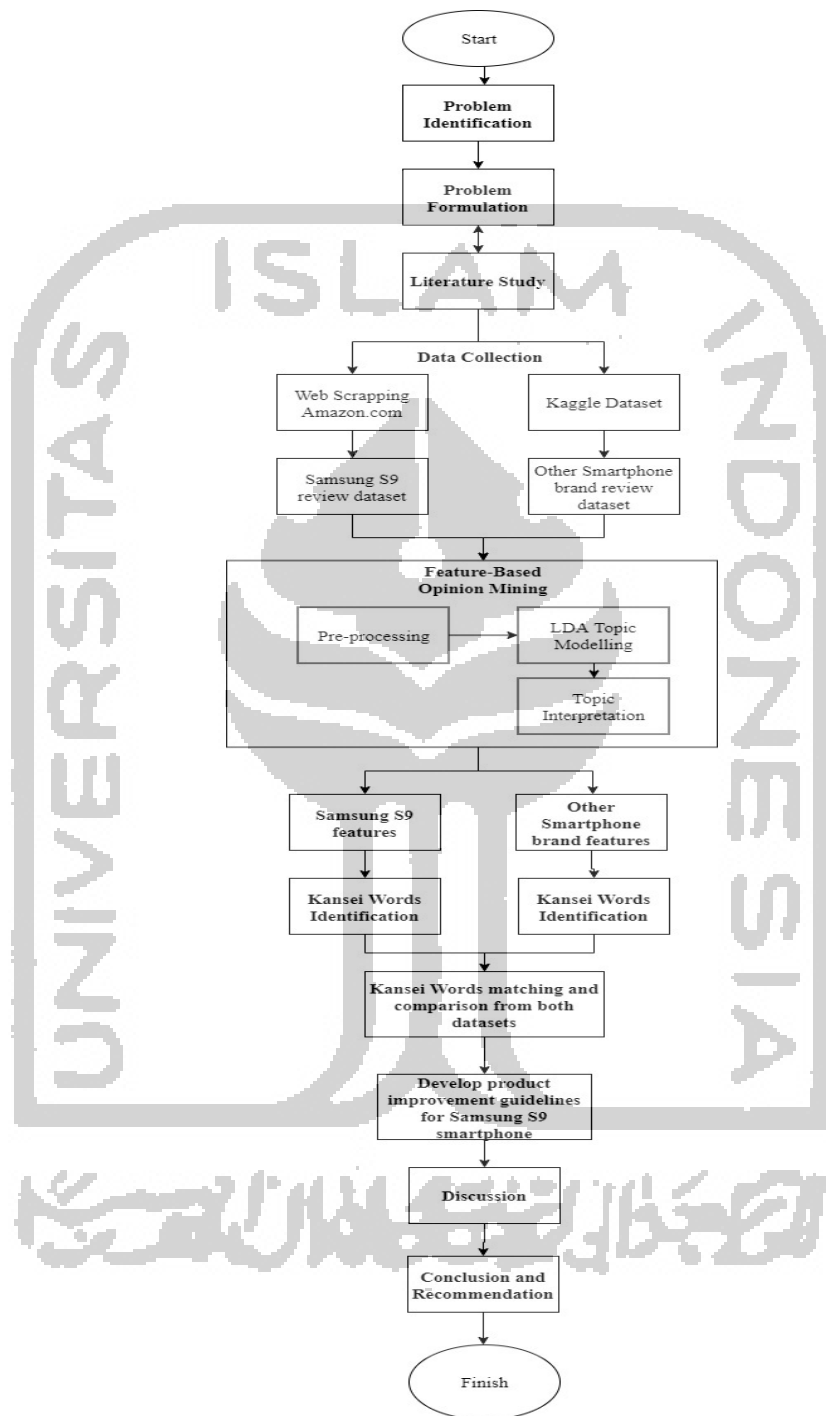 Start
Problem
Identification
Problem
Formulation
Literature Study
Data Collection
Web Scrapping
Amazon.com
Kaggle Dataset
Samsung S9
review dataset
Other Smartphone
brand review
dataset
Feature-Based
Opinion Mining
Pre-processing
LDA Topic
Modelling
Topic
Interpretation
Samsung S9
features
Other
Smartphone
brand features
Kansei Words
Identification
Kansei Words
Identification
Kansei Words matching and
comparison from both
datasets
Develop product
improvement guidelines
for Samsung S9
smartphone
Discussion
Conclusion and
Recommendation
Finish
UNIVERSITAS
ISLAM
INDONESIA